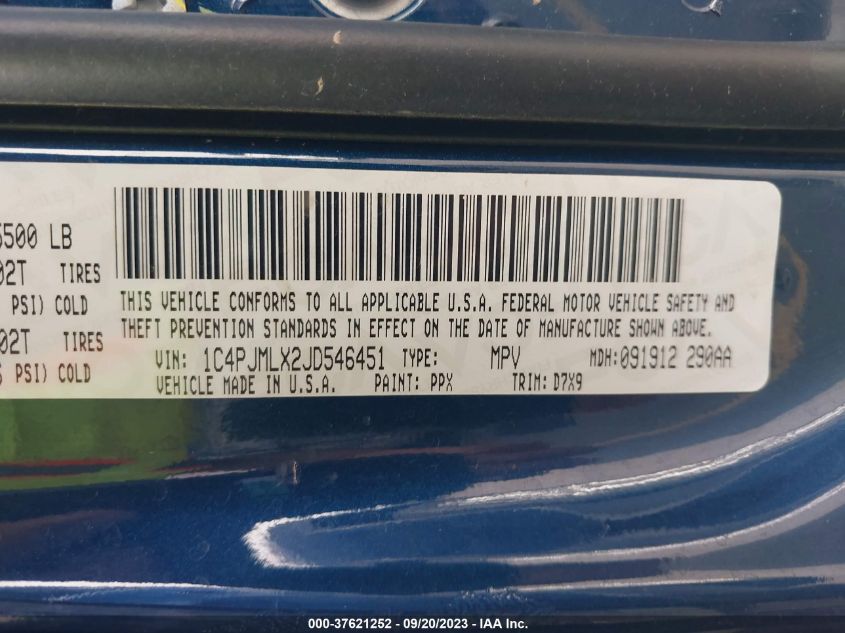 5500 LB
02T TIRES
PSI) COLD
02T TIRES
PSI) COLD
THIS VEHICLE CONFORMS TO ALL APPLICABLE U.S.A. FEDERAL MOTOR VEHICLE SAFETY AND
THEFT PREVENTION STANDARDS IN EFFECT ON THE DATE OF MANUFACTURE SHOWN ABOVE.
VIN: 1C4PJMLX2JD546451 TYPE: MPV MDH:091912 290AA
VEHICLE MADE IN U.S.A. PAINT: PPX TRIM: D7X9
000-37621252 - 09/20/2023 - IAA Inc.